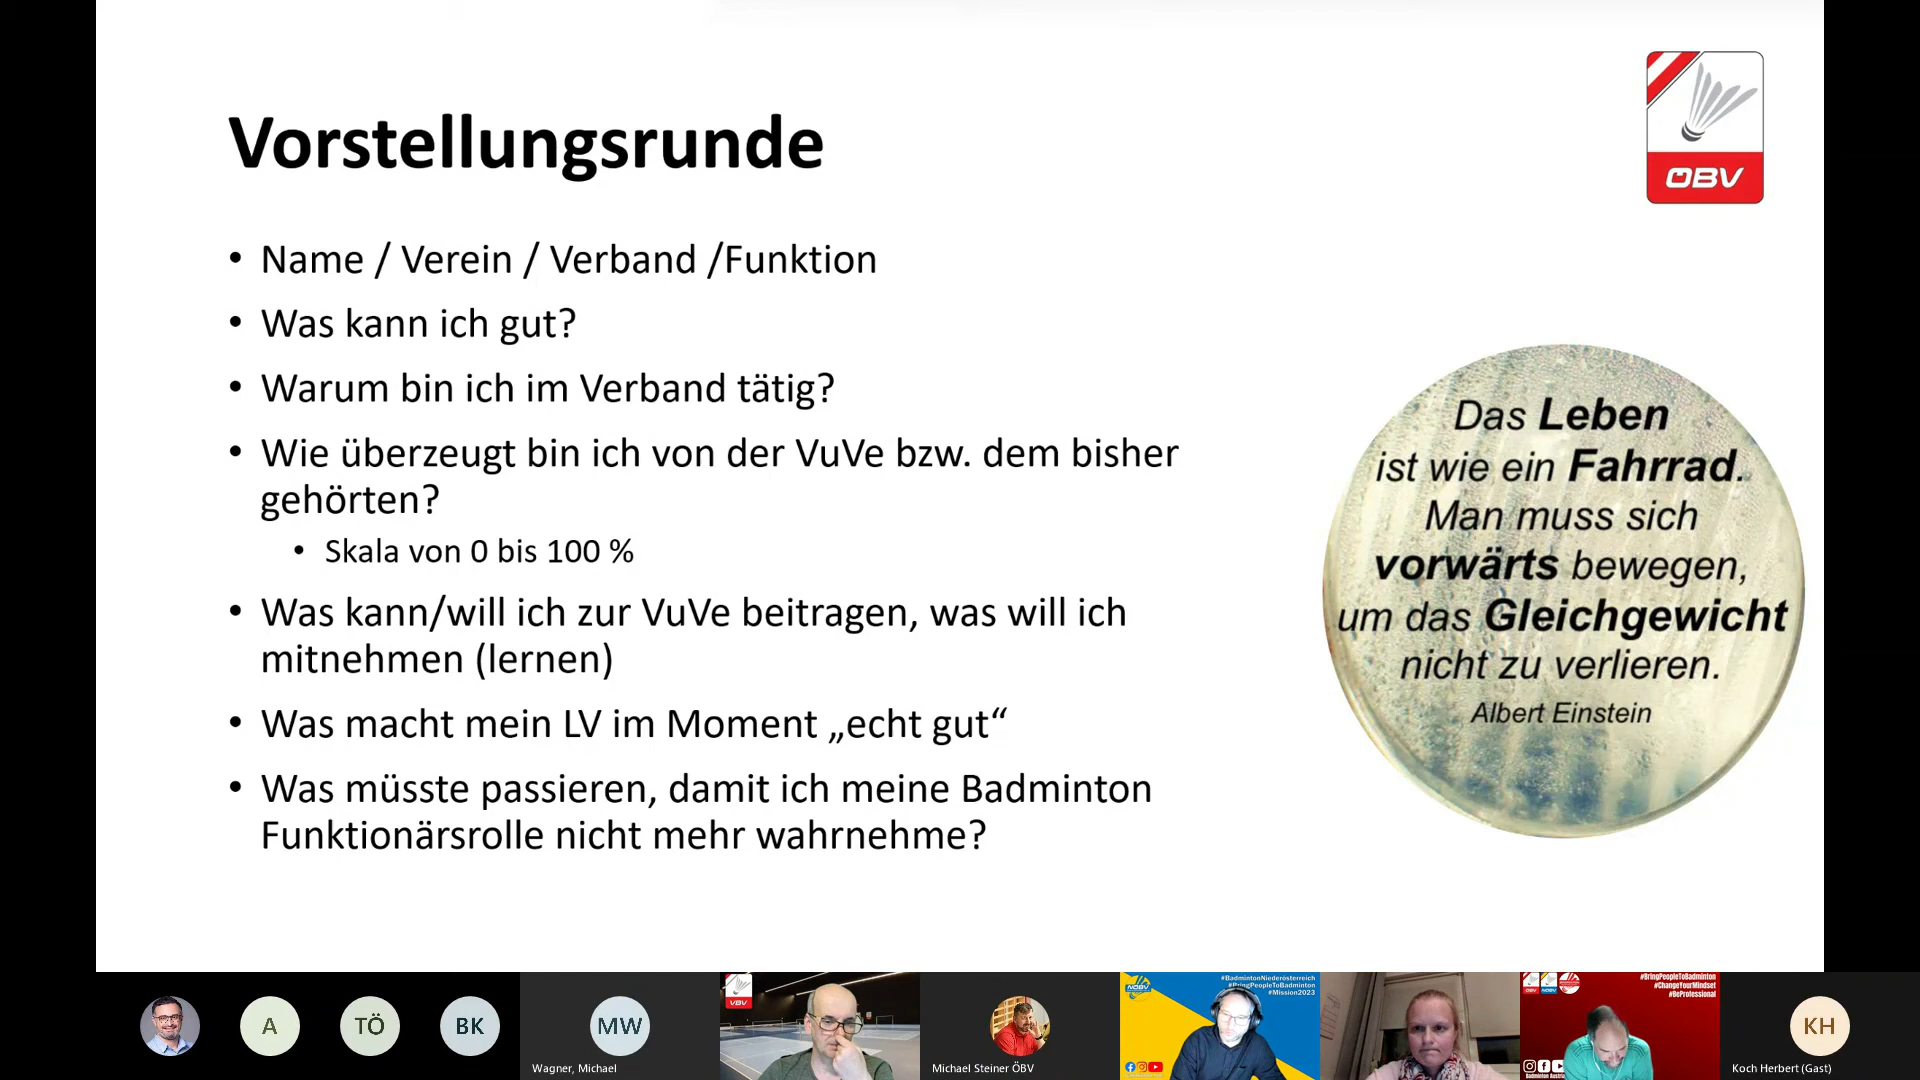 Vorstellungsrunde
ÖBV
• Name / Verein / Verband /Funktion
• Was kann ich gut?
• Warum bin ich im Verband tätig?
• Wie überzeugt bin ich von der VuVe bzw. dem bisher
gehörten?
• Skala von 0 bis 100 %
• Was kann/will ich zur VuVe beitragen, was will ich
mitnehmen (lernen)
• Was macht mein LV im Moment „echt gut“
• Was müsste passieren, damit ich meine Badminton
Funktionärsrolle nicht mehr wahrnehme?
Das Leben
ist wie ein Fahrrad.
Man muss sich
vorwärts bewegen,
um das Gleichgewicht
nicht zu verlieren.
Albert Einstein
A
TÖ
BK
MW
Wagner, Michael
VBV
Michael Steiner ÖBV
NÖBV
#BadmintonNiederösterreich
#BringPeopleToBadminton
#Mission2023
#BringPeopleToBadminton
#ChangeYourMindset
#BeProfessional
Badminton Austria
KH
Koch Herbert (Gast)